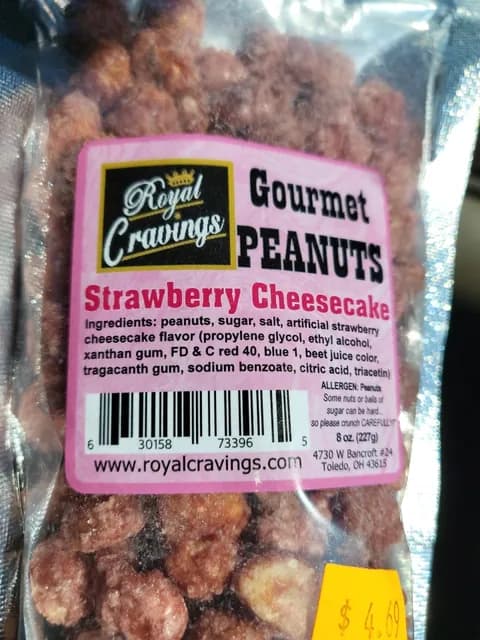 Royal
Cravings
Gourmet
PEANUTS
Strawberry Cheesecake
Ingredients: peanuts, sugar, salt, artificial strawberry
cheesecake flavor (propylene glycol, ethyl alcohol,
xanthan gum, FD & C red 40, blue 1, beet juice color,
tragacanth gum, sodium benzoate, citric acid, triacetin)
ALLERGEN: Peanuts
Some nuts or balls of
sugar can be hard..
so please crunch CAREFULLY
8 oz. (227g)
4730 W Bancroft #24
Toledo, OH 43615
6 30158 73396 5
www.royalcravings.com
$ 4.69